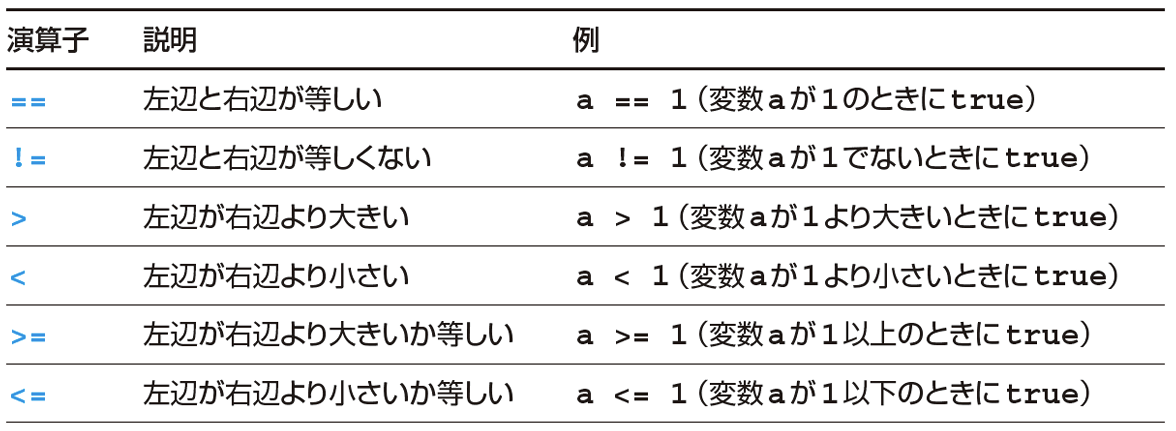 演算子 説明 例
== 左辺と右辺が等しい a == 1（変数aが1のときにtrue）
!= 左辺と右辺が等しくない a != 1（変数aが1でないときにtrue）
> 左辺が右辺より大きい a > 1（変数aが1より大きいときにtrue）
< 左辺が右辺より小さい a < 1（変数aが1より小さいときにtrue）
>= 左辺が右辺より大きいか等しい a >= 1（変数aが1以上のときにtrue）
<= 左辺が右辺より小さいか等しい a <= 1（変数aが1以下のときにtrue）